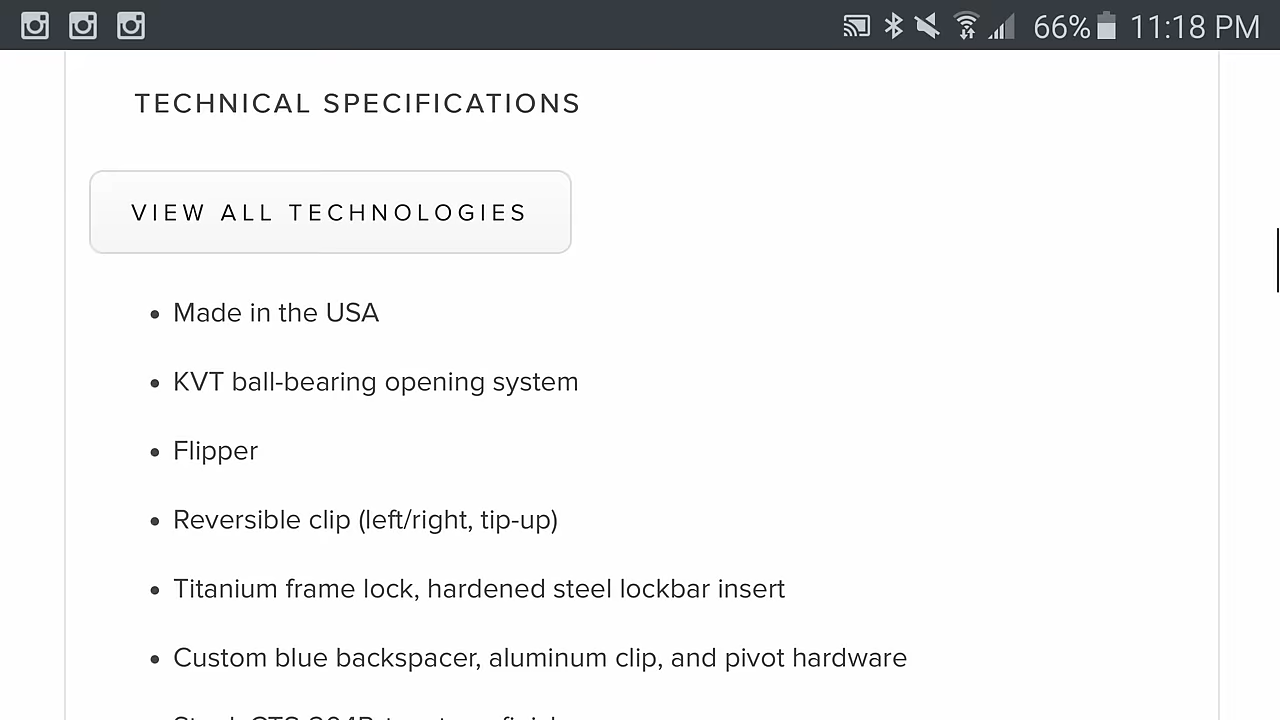 66% 11:18 PM
TECHNICAL SPECIFICATIONS
VIEW ALL TECHNOLOGIES
• Made in the USA
• KVT ball-bearing opening system
• Flipper
• Reversible clip (left/right, tip-up)
• Titanium frame lock, hardened steel lockbar insert
• Custom blue backspacer, aluminum clip, and pivot hardware